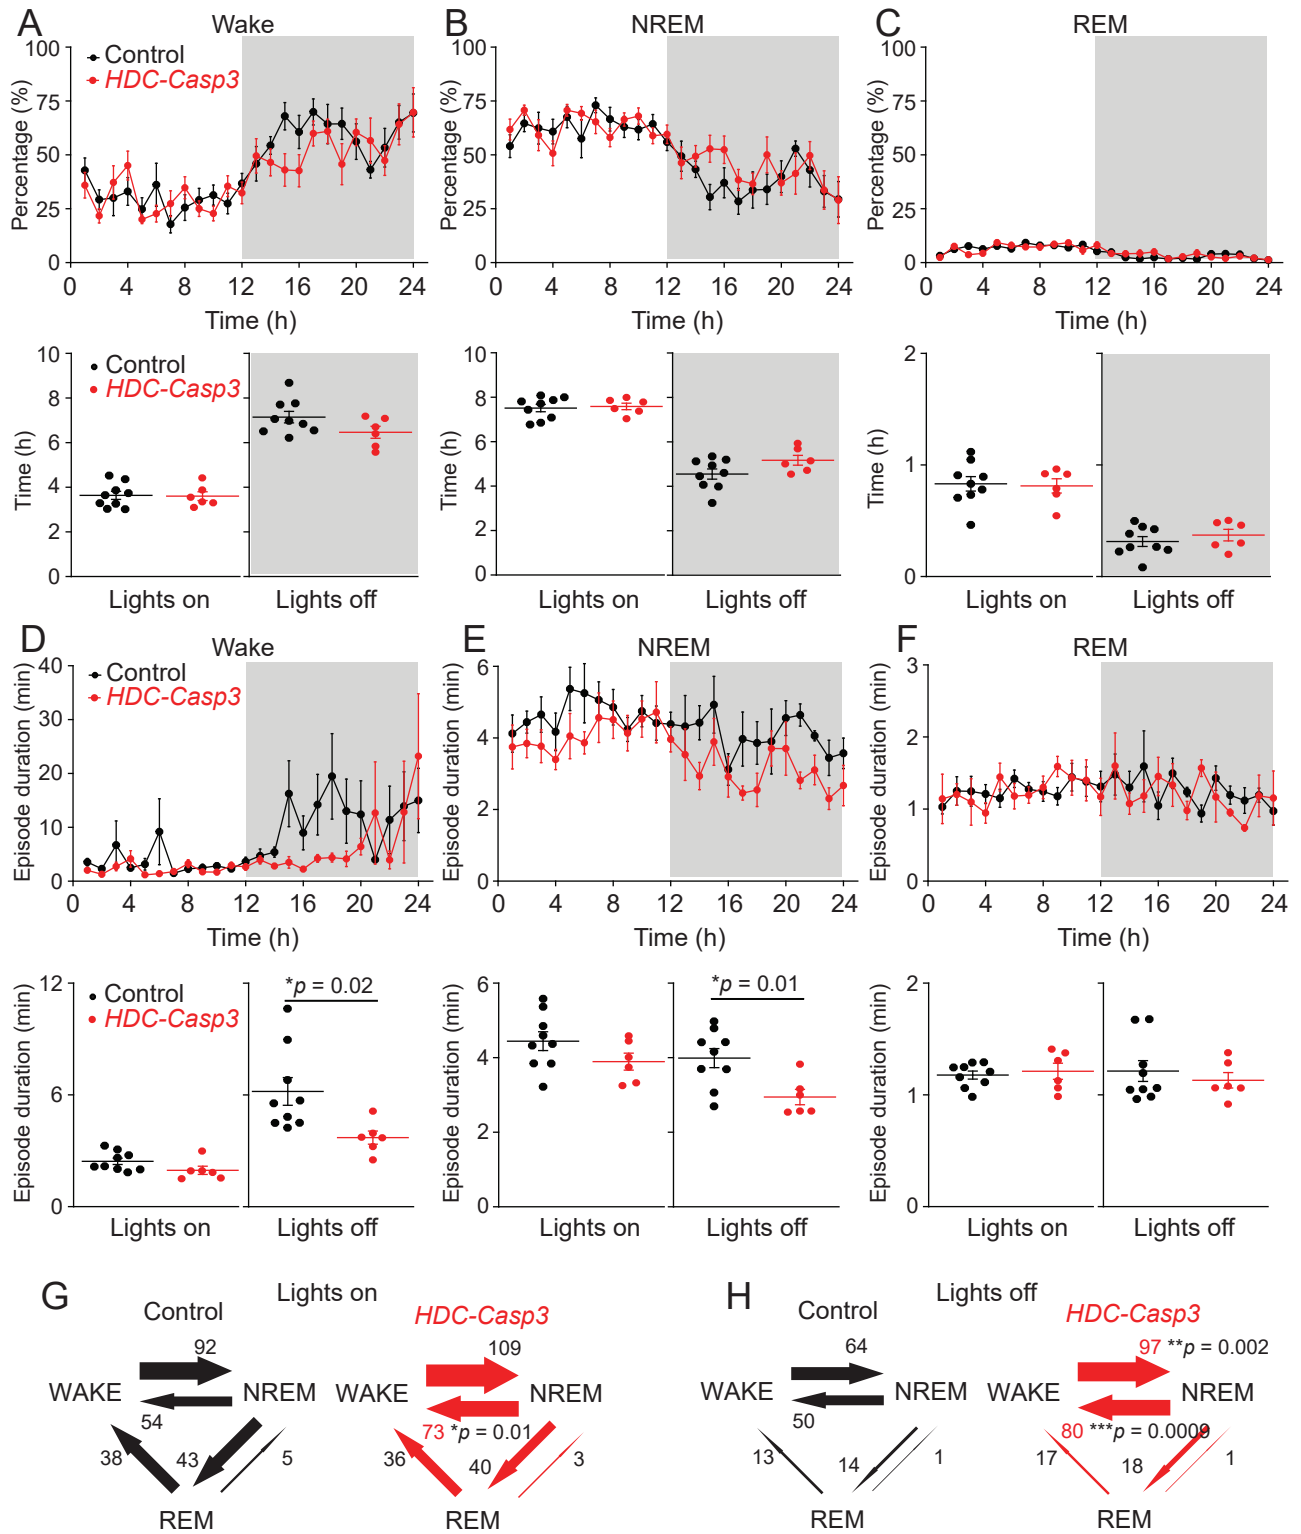 A
Wake
B
NREM
C
REM
Control
HDC-Casp3
Percentage (%)
100
75
50
25
0
0 4 8 12 16 20 24
Time (h)
Percentage (%)
100
75
50
25
0
0 4 8 12 16 20 24
Time (h)
Percentage (%)
100
75
50
25
0
0 4 8 12 16 20 24
Time (h)
Control
HDC-Casp3
Time (h)
10
8
6
4
2
0
Lights on Lights off
Time (h)
10
8
6
4
2
0
Lights on Lights off
Time (h)
2
1
0
Lights on Lights off
D
Wake
E
NREM
F
REM
Control
HDC-Casp3
Episode duration (min)
40
30
20
10
0
0 4 8 12 16 20 24
Time (h)
Episode duration (min)
6
4
2
0
0 4 8 12 16 20 24
Time (h)
Episode duration (min)
3
2
1
0
0 4 8 12 16 20 24
Time (h)
Control
HDC-Casp3
*p = 0.02
Episode duration (min)
12
6
0
Lights on Lights off
*p = 0.01
Episode duration (min)
6
4
2
0
Lights on Lights off
Episode duration (min)
2
1
0
Lights on Lights off
G
Lights on
Control
92
WAKE NREM
54
38 43 5
REM
HDC-Casp3
109
WAKE NREM
73 *p = 0.01
36 40 3
REM
H
Lights off
Control
64
WAKE NREM
50
13 14 1
REM
HDC-Casp3
97 **p = 0.002
WAKE NREM
80 ***p = 0.0009
17 18 1
REM